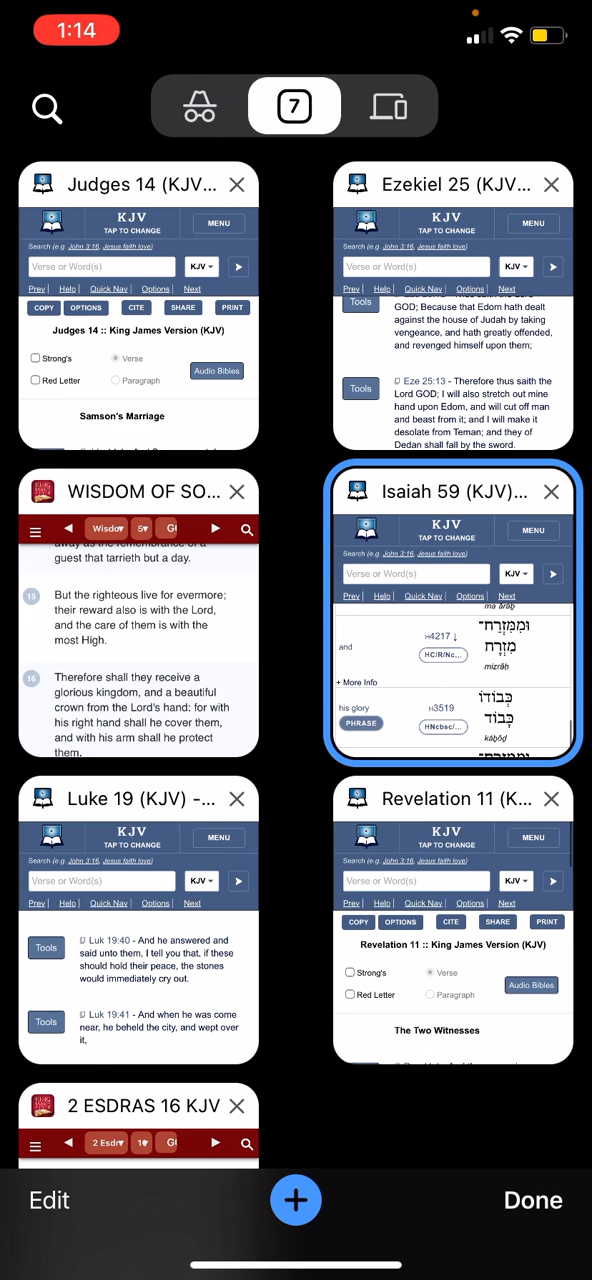 1:14
7
Judges 14 (KJV...
KJV
TAP TO CHANGE
MENU
Search (e.g. John 3:16, Jesus faith love)
Verse or Word(s)
KJV
Prev| Help| Quick Nav| Options| Next
COPY OPTIONS CITE SHARE PRINT
Judges 14 :: King James Version (KJV)
Strong's Verse
Red Letter Paragraph
Audio Bibles
Samson's Marriage
Ezekiel 25 (KJV...
KJV
TAP TO CHANGE
MENU
Search (e.g. John 3:16, Jesus faith love)
Verse or Word(s)
KJV
Prev| Help| Quick Nav| Options| Next
Tools
GOD; Because that Edom hath dealt
against the house of Judah by taking
vengeance, and hath greatly offended,
and revenged himself upon them;
Tools
Eze 25:13 - Therefore thus saith the
Lord GOD; I will also stretch out mine
hand upon Edom, and will cut off man
and beast from it; and I will make it
desolate from Teman; and they of
Dedan shall fall by the sword.
WISDOM OF SO...
Wisdo 5
away as the remembrance of a
guest that tarrieth but a day.
15
But the righteous live for evermore;
their reward also is with the Lord,
and the care of them is with the
most High.
16
Therefore shall they receive a
glorious kingdom, and a beautiful
crown from the Lord's hand: for with
his right hand shall he cover them,
and with his arm shall he protect
them.
Isaiah 59 (KJV)...
KJV
TAP TO CHANGE
MENU
Search (e.g. John 3:16, Jesus faith love)
Verse or Word(s)
KJV
Prev| Help| Quick Nav| Options| Next
maʿărāḇ
and
H4217 ↓
HC/R/Nc...
וּמִמִּזְרַח־
מִזְרָח
mizrāḥ
+ More Info
his glory
PHRASE
H3519
HNcbsc/...
כְּבוֹדוֹ
כָּבוֹד
kāḇôḏ
Luke 19 (KJV) -...
KJV
TAP TO CHANGE
MENU
Search (e.g. John 3:16, Jesus faith love)
Verse or Word(s)
KJV
Prev| Help| Quick Nav| Options| Next
Tools
Luk 19:40 - And he answered and
said unto them, I tell you that, if these
should hold their peace, the stones
would immediately cry out.
Tools
Luk 19:41 - And when he was come
near, he beheld the city, and wept over
it,
Revelation 11 (K...
KJV
TAP TO CHANGE
MENU
Search (e.g. John 3:16, Jesus faith love)
Verse or Word(s)
KJV
Prev| Help| Quick Nav| Options| Next
COPY OPTIONS CITE SHARE PRINT
Revelation 11 :: King James Version (KJV)
Strong's Verse
Red Letter Paragraph
Audio Bibles
The Two Witnesses
2 ESDRAS 16 KJV
2 Esdr
Edit
+
Done